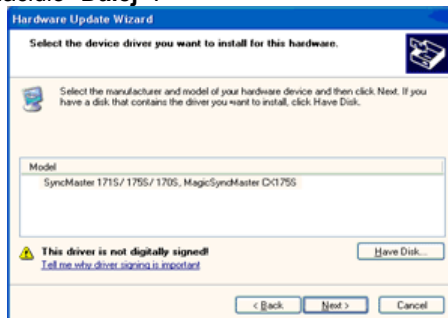 Hardware Update Wizard
Select the device driver you want to install for this hardware.
Select the manufacturer and model of your hardware device and then click Next. If you
have a disk that contains the driver you want to install, click Have Disk.
Model
SyncMaster 171S/ 175S/ 170S, MagicSyncMaster CX175S
This driver is not digitally signed!
Have Disk...
Tell me why driver signing is important
< Back
Next >
Cancel